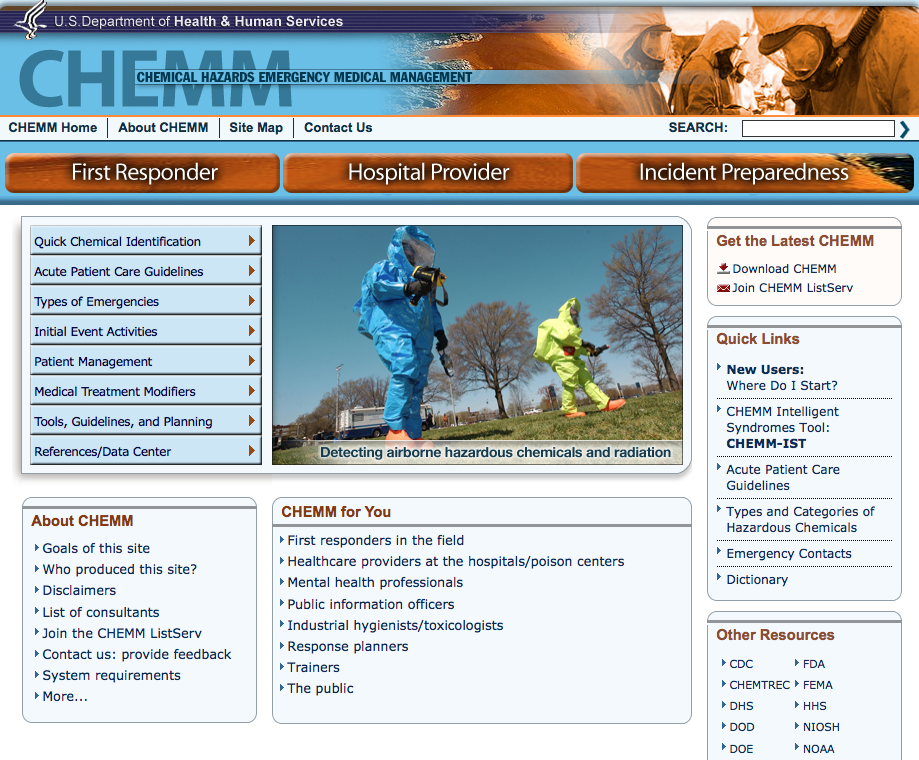 U.S.Department of Health & Human Services
CHEMM
CHEMICAL HAZARDS EMERGENCY MEDICAL MANAGEMENT
CHEMM Home
About CHEMM
Site Map
Contact Us
SEARCH:
First Responder
Hospital Provider
Incident Preparedness
Quick Chemical Identification
Acute Patient Care Guidelines
Types of Emergencies
Initial Event Activities
Patient Management
Medical Treatment Modifiers
Tools, Guidelines, and Planning
References/Data Center
Detecting airborne hazardous chemicals and radiation
Get the Latest CHEMM
Download CHEMM
Join CHEMM ListServ
Quick Links
New Users:
Where Do I Start?
CHEMM Intelligent
Syndromes Tool:
CHEMM-IST
Acute Patient Care
Guidelines
Types and Categories of
Hazardous Chemicals
Emergency Contacts
Dictionary
About CHEMM
Goals of this site
Who produced this site?
Disclaimers
List of consultants
Join the CHEMM ListServ
Contact us: provide feedback
System requirements
More...
CHEMM for You
First responders in the field
Healthcare providers at the hospitals/poison centers
Mental health professionals
Public information officers
Industrial hygienists/toxicologists
Response planners
Trainers
The public
Other Resources
CDC
FDA
CHEMTREC
FEMA
DHS
HHS
DOD
NIOSH
DOE
NOAA